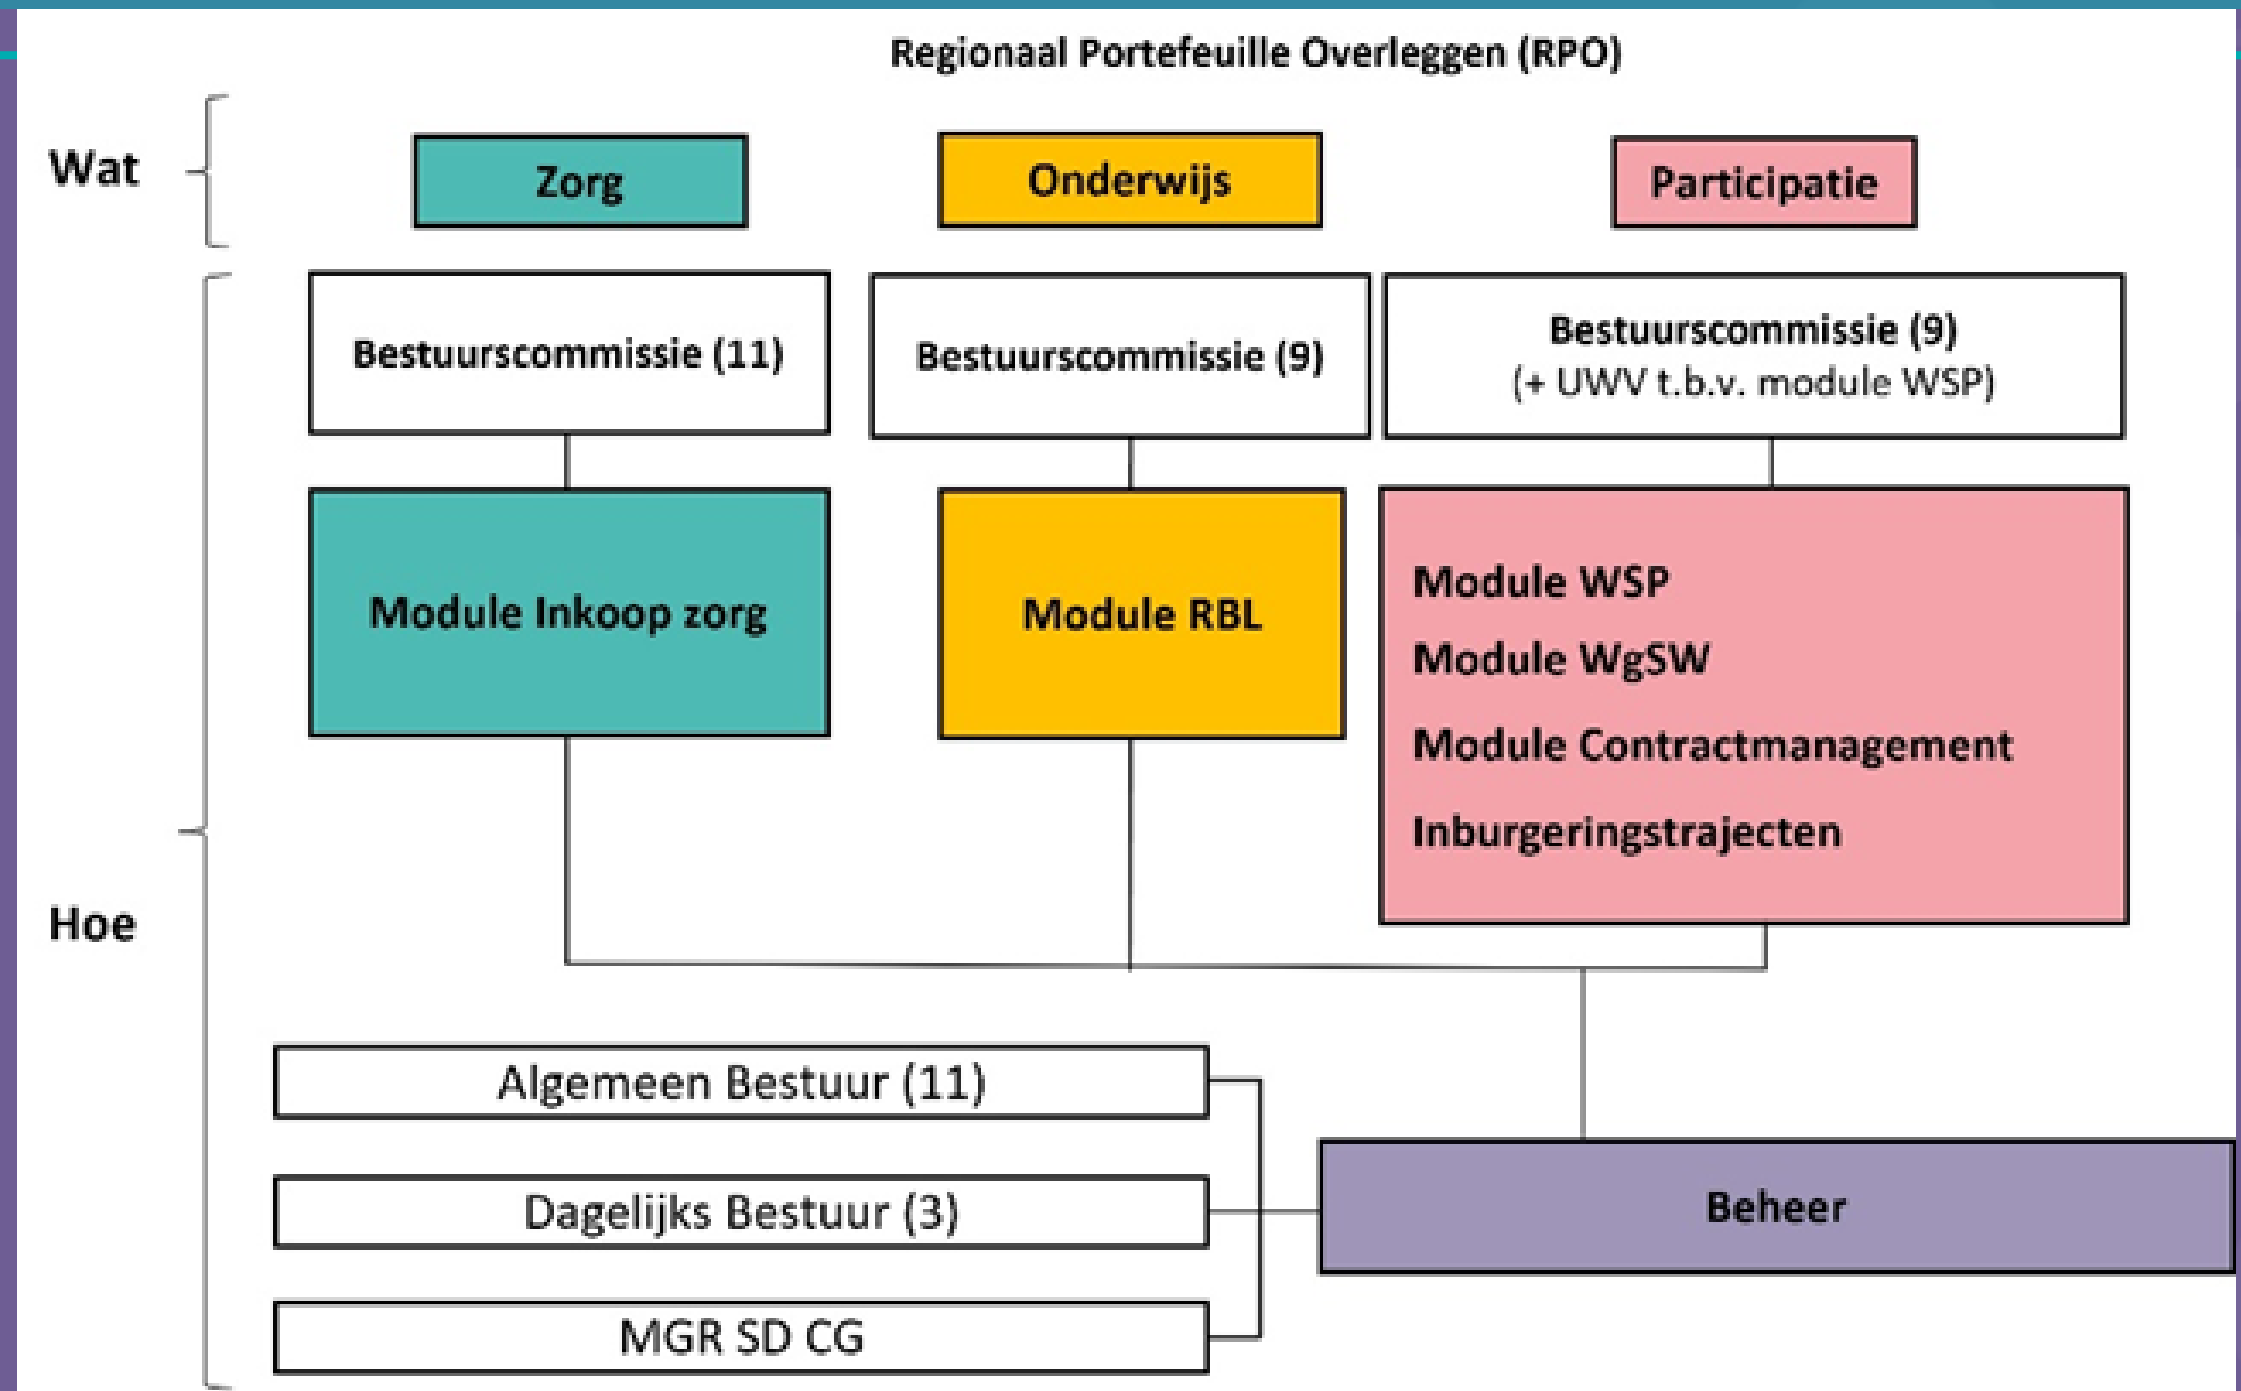 Regionaal Portefeuille Overleggen (RPO)
Wat
Zorg
Onderwijs
Participatie
Bestuurscommissie (11)
Bestuurscommissie (9)
Bestuurscommissie (9)
(+ UWV t.b.v. module WSP)
Module Inkoop zorg
Module RBL
Module WSP
Module WgSW
Module Contractmanagement
Inburgeringstrajecten
Hoe
Algemeen Bestuur (11)
Dagelijks Bestuur (3)
MGR SD CG
Beheer